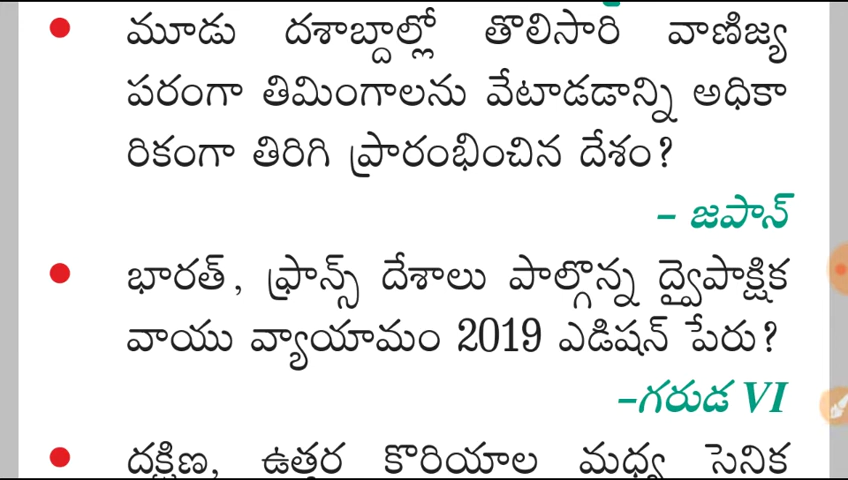 మూడు దశాబ్దాల్లో తొలిసారి వాణిజ్య
పరంగా తిమింగాలను వేటాడడాన్ని అధికా
రికంగా తిరిగి ప్రారంభించిన దేశం?
– జపాన్
భారత్, ఫ్రాన్స్ దేశాలు పాల్గొన్న ద్వైపాక్షిక
వాయు వ్యాయామం 2019 ఎడిషన్ పేరు?
–గరుడ VI
దక్షిణ, ఉత్తర కొరియాల మధ్య సైనిక